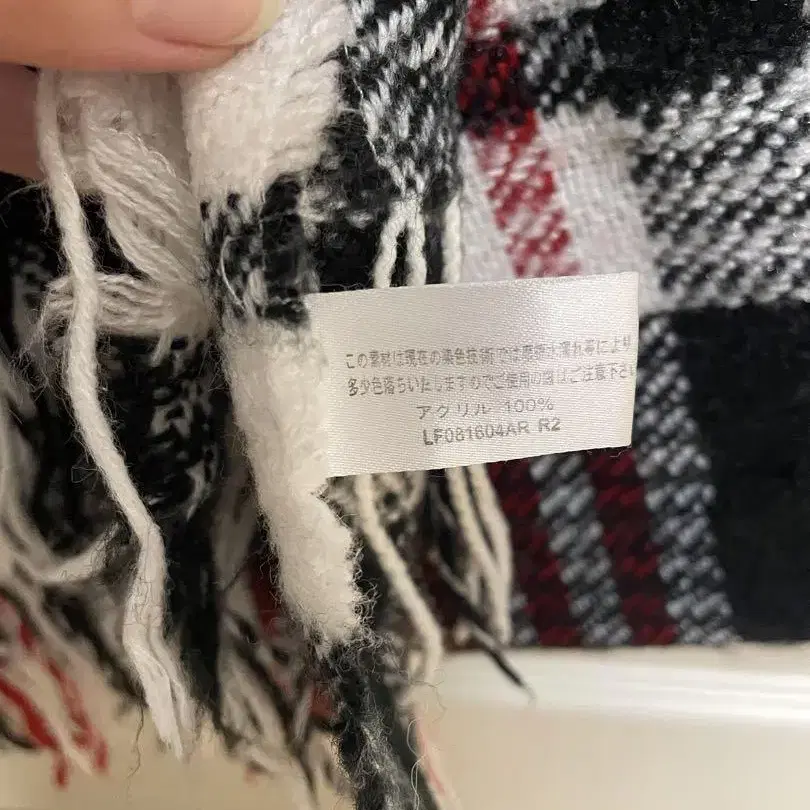 この素材は現在の染色技術では摩擦や濡れ等により
多少色落ちいたしますのでご使用の際はご注意下さい
アクリル 100%
LF081604AR R2